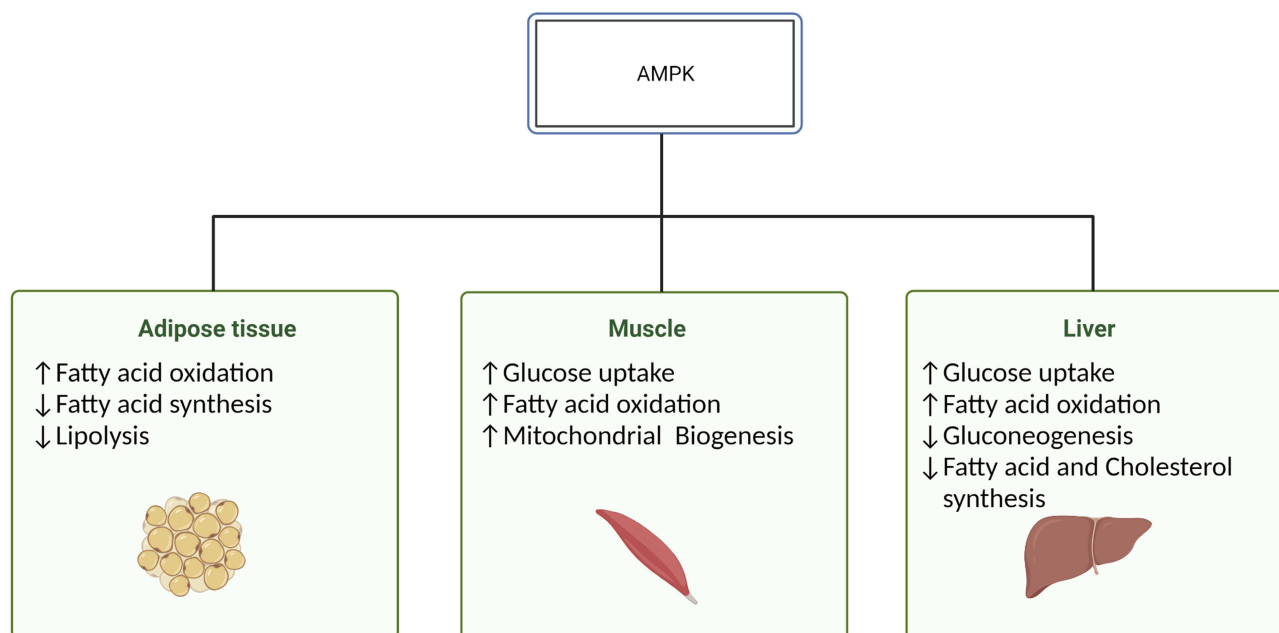 AMPK
Adipose tissue
↑ Fatty acid oxidation
↓ Fatty acid synthesis
↓ Lipolysis
Muscle
↑ Glucose uptake
↑ Fatty acid oxidation
↑ Mitochondrial  Biogenesis
Liver
↑ Glucose uptake
↑ Fatty acid oxidation
↓ Gluconeogenesis
↓ Fatty acid and Cholesterol
synthesis